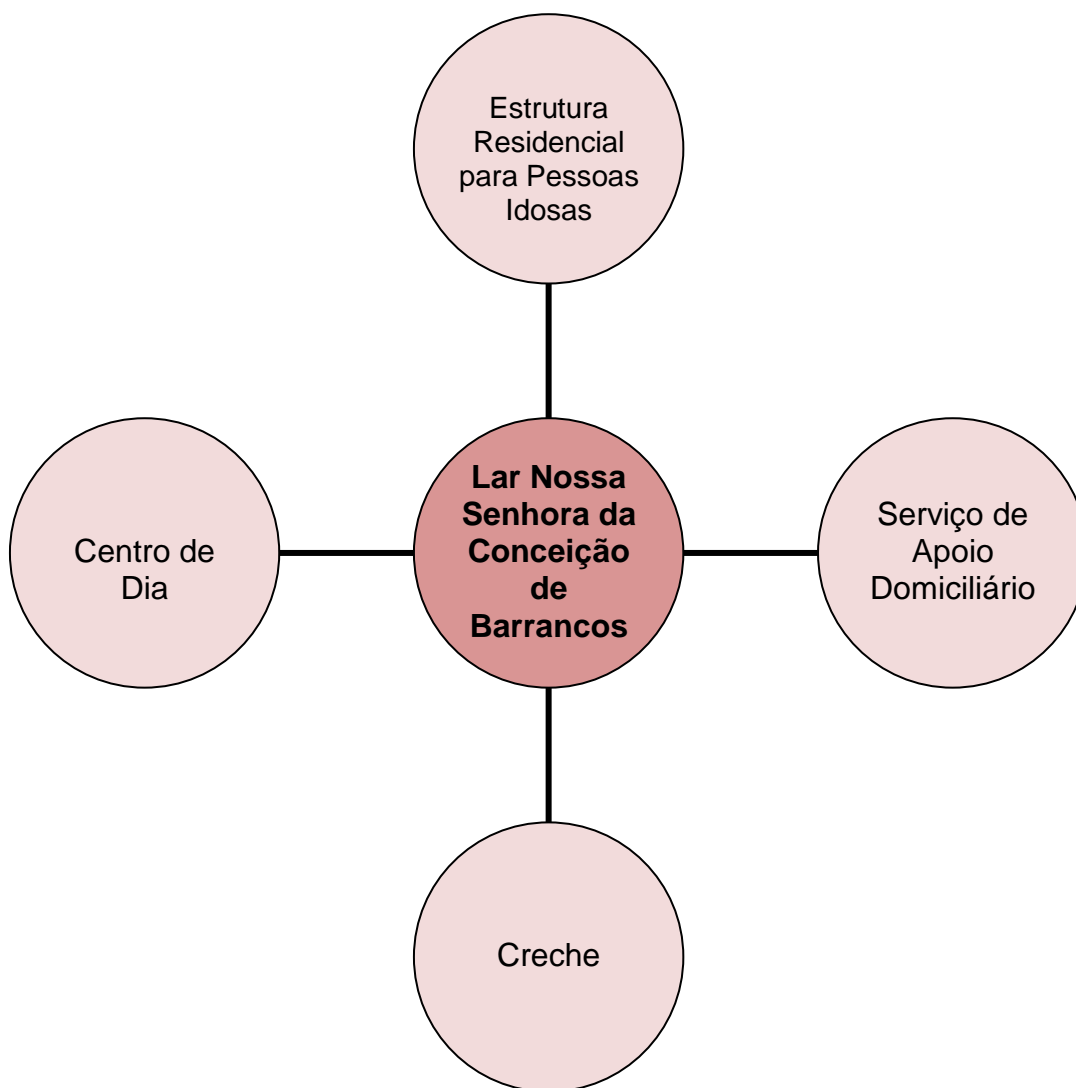 Estrutura
Residencial
para Pessoas
Idosas
Centro de
Dia
Lar Nossa
Senhora da
Conceição
de
Barrancos
Serviço de
Apoio
Domiciliário
Creche